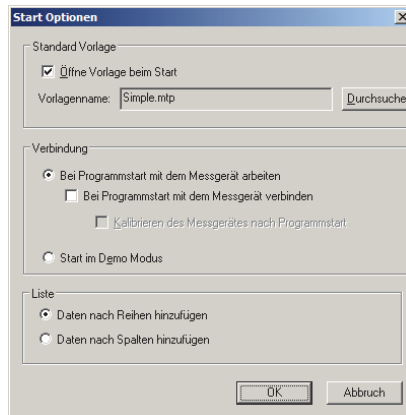 Start Optionen
Standard Vorlage
Öffne Vorlage beim Start
Vorlagenname: Simple.mtp Durchsuche
Verbindung
Bei Programmstart mit dem Messgerät arbeiten
Bei Programmstart mit dem Messgerät verbinden
Kalibrieren des Messgerätes nach Programmstart
Start im Demo Modus
Liste
Daten nach Reihen hinzufügen
Daten nach Spalten hinzufügen
OK Abbruch